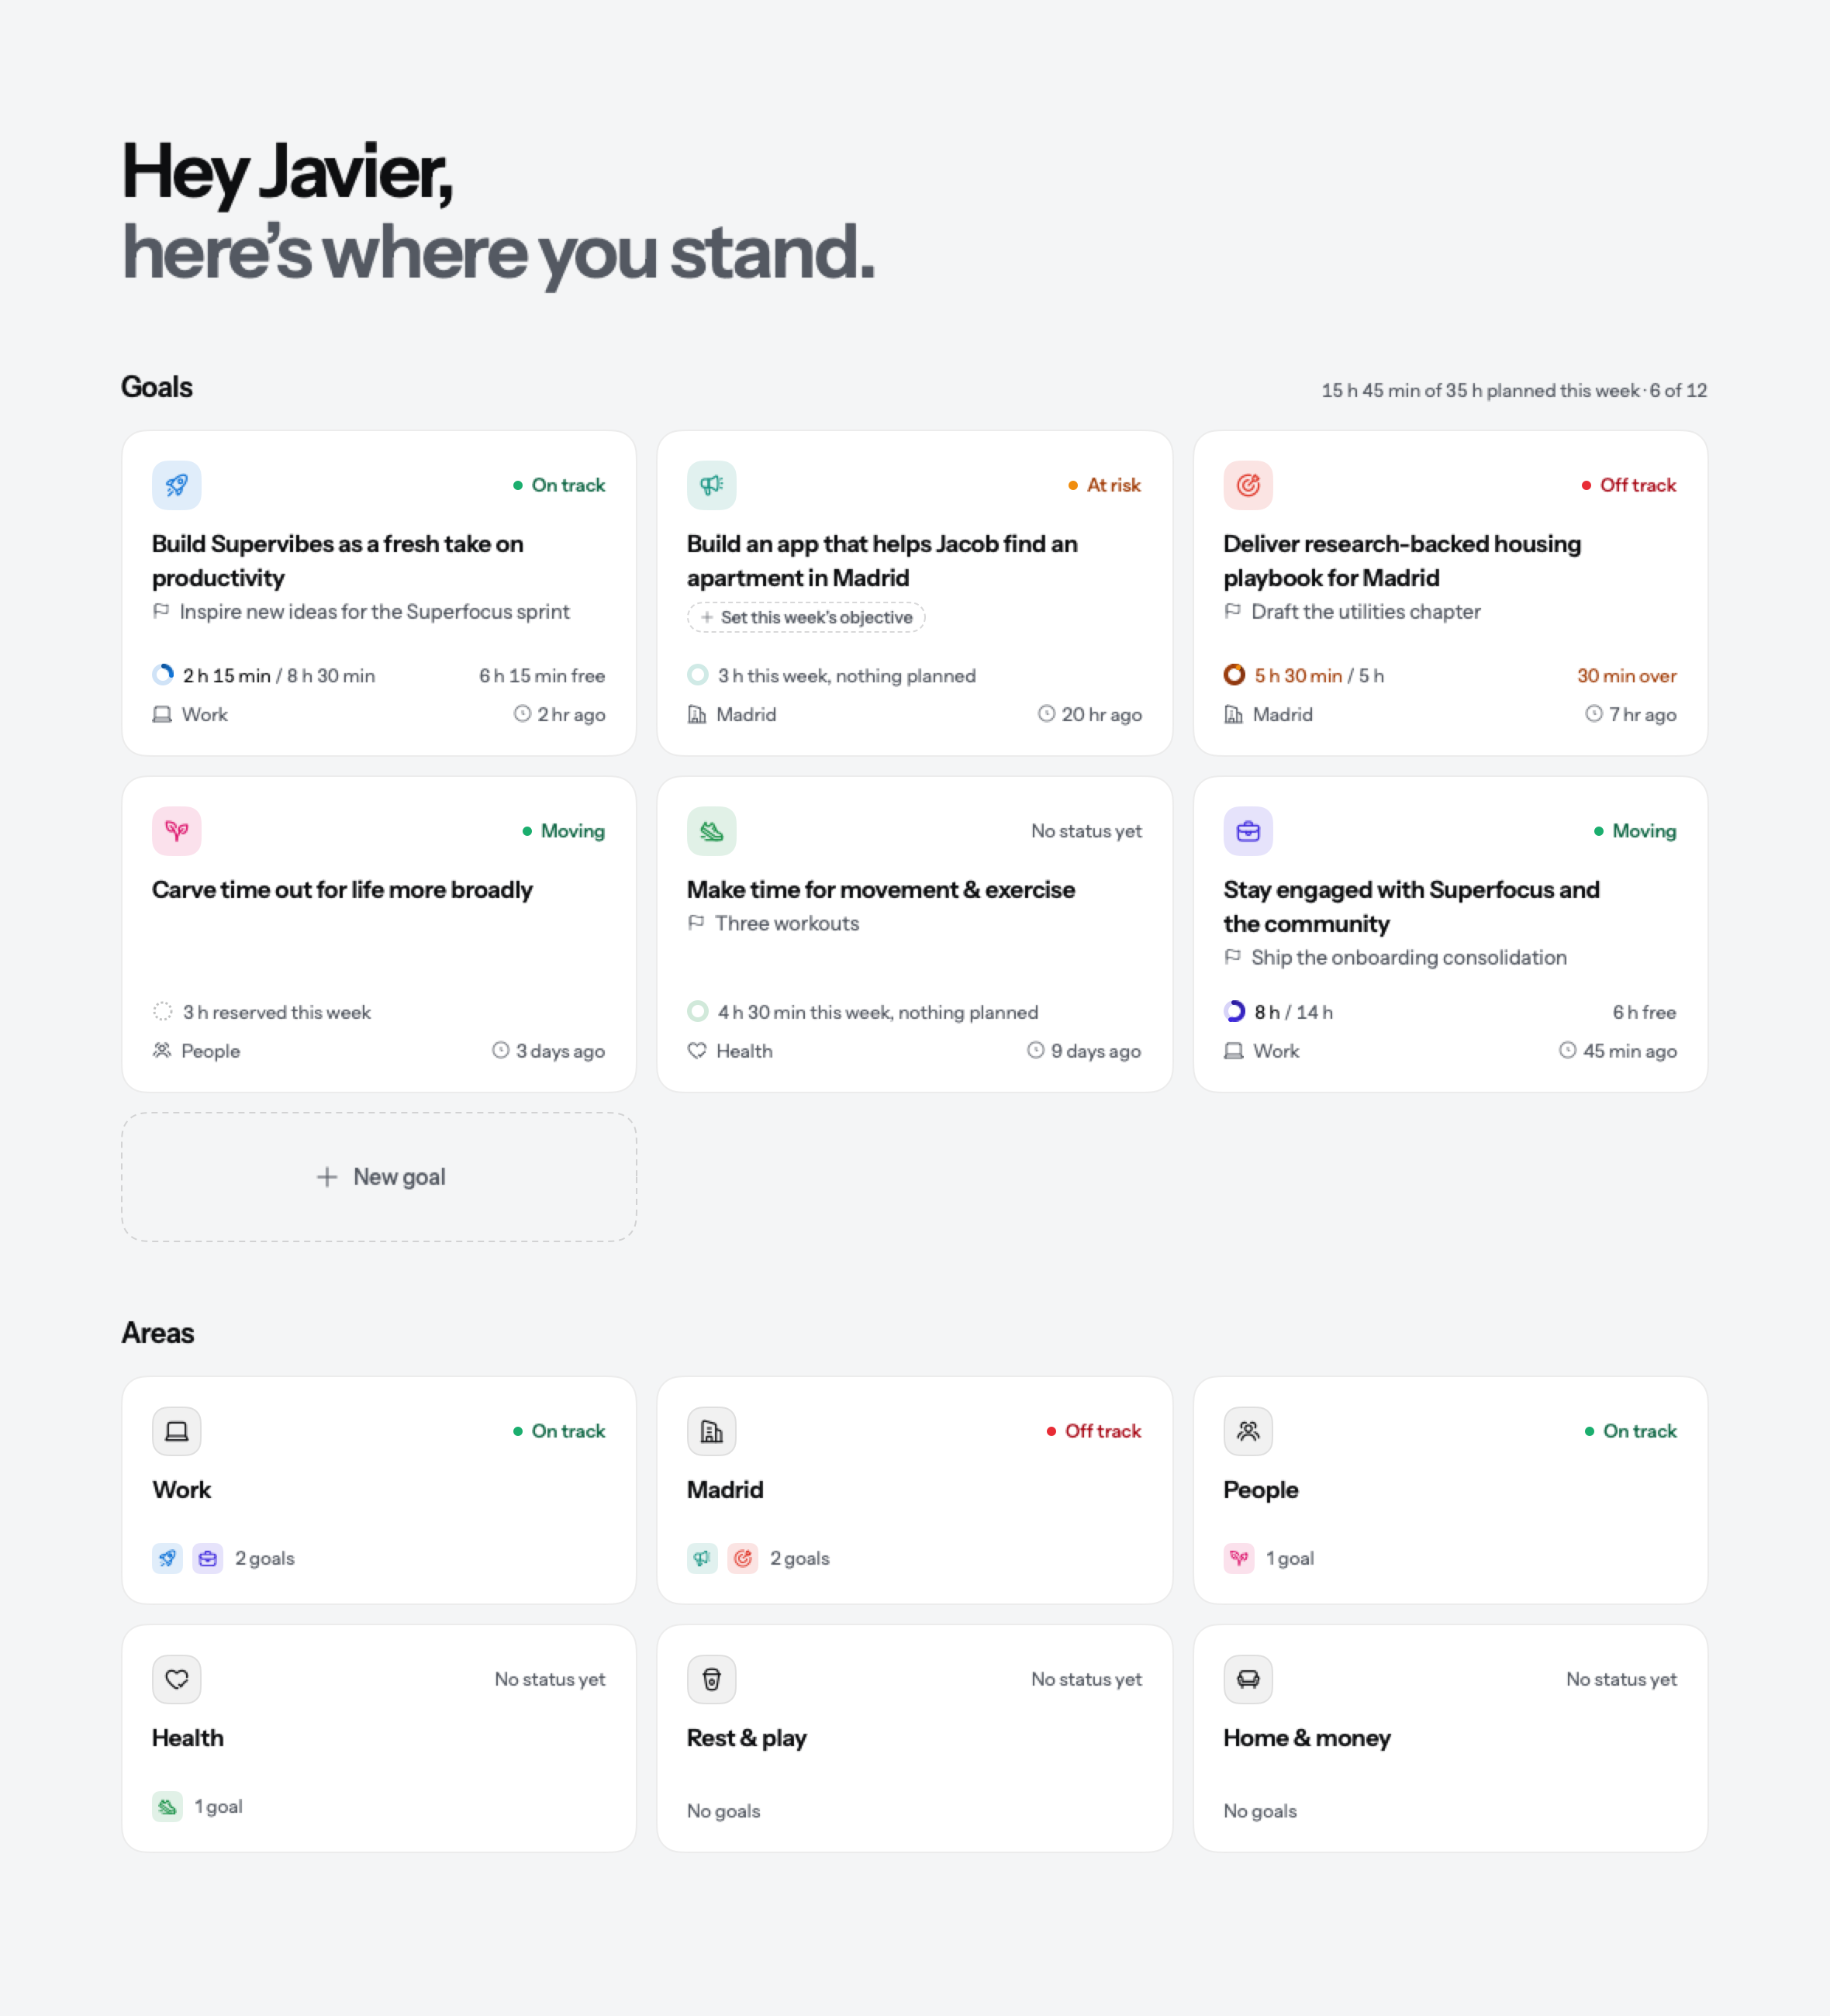 Hey Javier,
here’s where you stand.
Goals
15 h 45 min of 35 h planned this week · 6 of 12
On track
Build Supervibes as a fresh take on
productivity
Inspire new ideas for the Superfocus sprint
2 h 15 min / 8 h 30 min
6 h 15 min free
Work
2 hr ago
At risk
Build an app that helps Jacob find an
apartment in Madrid
+ Set this week's objective
3 h this week, nothing planned
Madrid
20 hr ago
Off track
Deliver research-backed housing
playbook for Madrid
Draft the utilities chapter
5 h 30 min / 5 h
30 min over
Madrid
7 hr ago
Moving
Carve time out for life more broadly
3 h reserved this week
People
3 days ago
No status yet
Make time for movement & exercise
Three workouts
4 h 30 min this week, nothing planned
Health
9 days ago
Moving
Stay engaged with Superfocus and
the community
Ship the onboarding consolidation
8 h / 14 h
6 h free
Work
45 min ago
+ New goal
Areas
On track
Work
2 goals
Off track
Madrid
2 goals
On track
People
1 goal
No status yet
Health
1 goal
No status yet
Rest & play
No goals
No status yet
Home & money
No goals